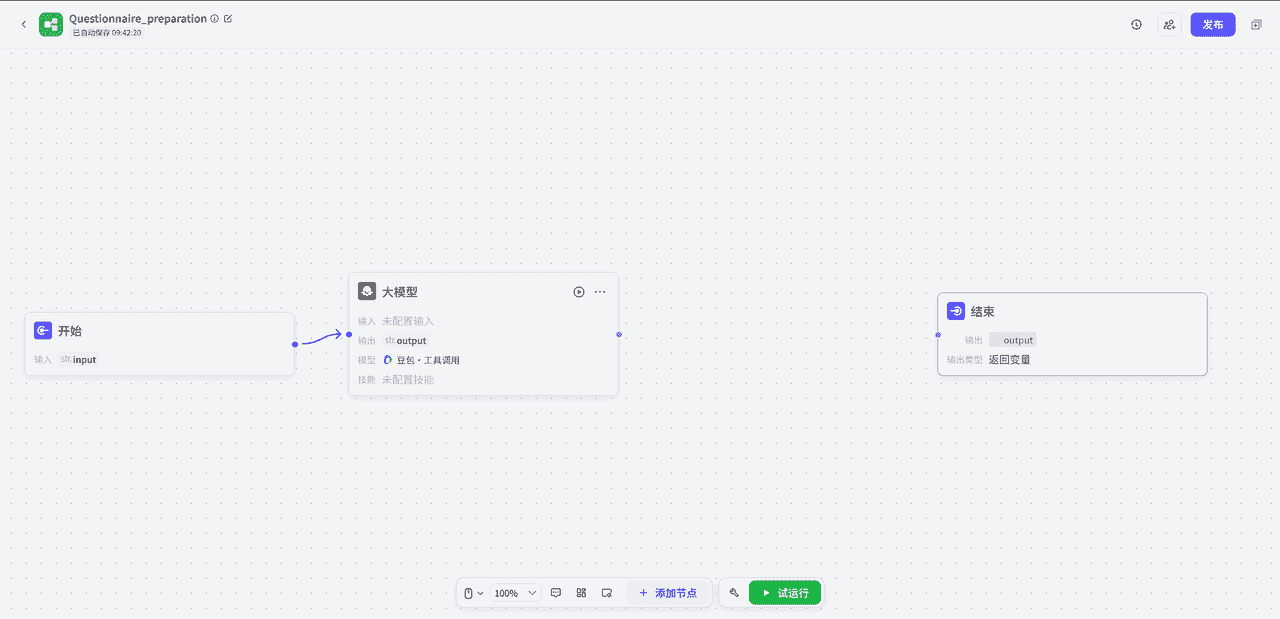 Questionnaire_preparation
已自动保存 09:42:20
发布
开始
输入 str. input
大模型
输入 未配置输入
输出 str. output
模型 豆包·工具调用
技能 未配置技能
结束
输出 output
输出类型 返回变量
100%
添加节点
试运行